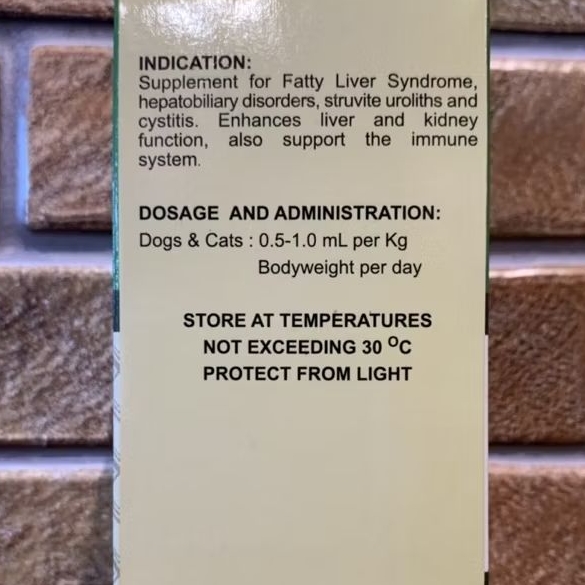 INDICATION:
Supplement for Fatty Liver Syndrome,
hepatobiliary disorders, struvite uroliths and
cystitis. Enhances liver and kidney
function, also support the immune
system.
DOSAGE AND ADMINISTRATION:
Dogs & Cats : 0.5-1.0 mL per Kg
Bodyweight per day
STORE AT TEMPERATURES
NOT EXCEEDING 30 ᴼC
PROTECT FROM LIGHT